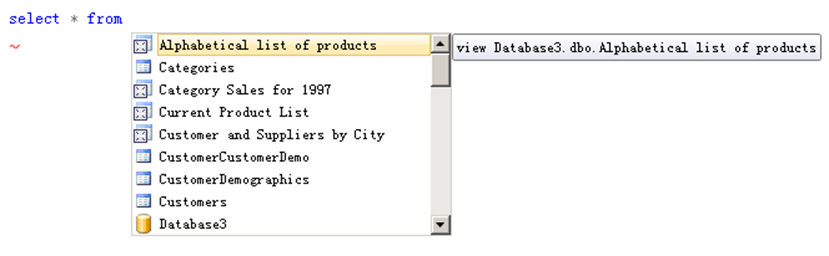 select * from
Alphabetical list of products
view Database3.dbo.Alphabetical list of products
Categories
Category Sales for 1997
Current Product List
Customer and Suppliers by City
CustomerCustomerDemo
CustomerDemographics
Customers
Database3